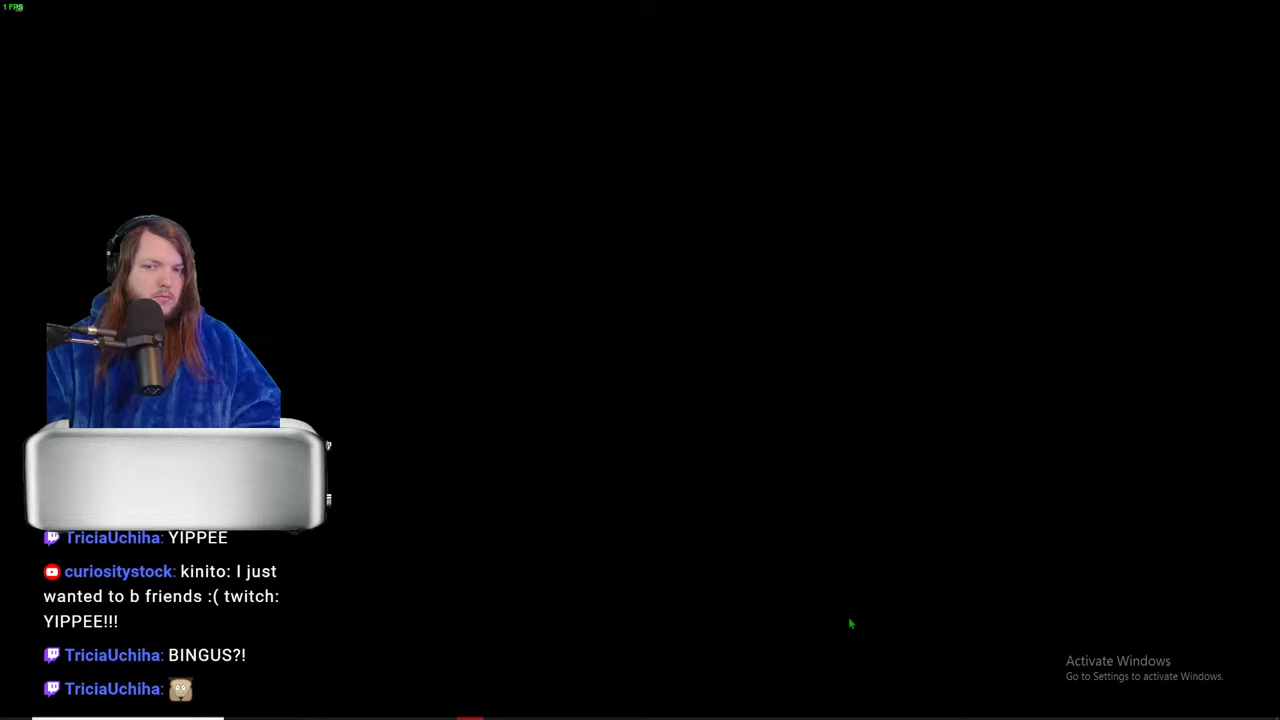 1 FPS
TriciaUchiha: YIPPEE
curiositystock: kinito: I just
wanted to b friends :( twitch:
YIPPEE!!!
TriciaUchiha: BINGUS?!
TriciaUchiha:
Activate Windows
Go to Settings to activate Windows.